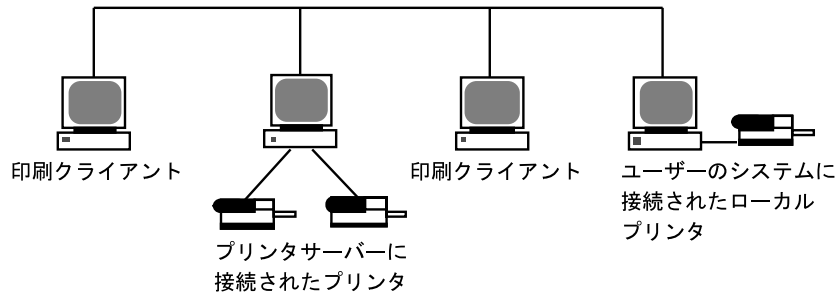 印刷クライアント
印刷クライアント
ユーザーのシステムに
接続されたローカル
プリンタ
プリンタサーバーに
接続されたプリンタ